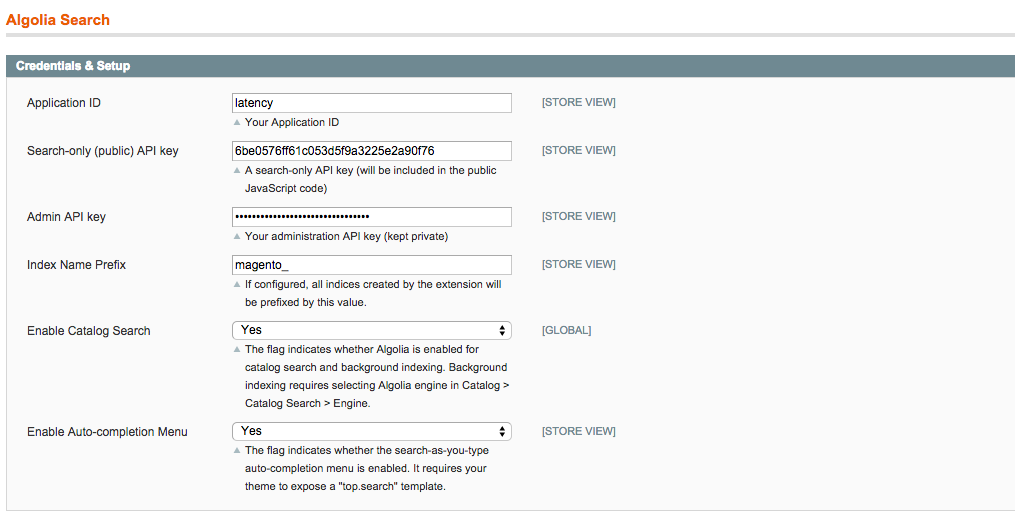 Algolia Search
Credentials & Setup
Application ID
latency
[STORE VIEW]
Your Application ID
Search-only (public) API key
6be0576ff61c053d5f9a3225e2a90f76
[STORE VIEW]
A search-only API key (will be included in the public
JavaScript code)
Admin API key
••••••••••••••••••••••••••••••••
[STORE VIEW]
Your administration API key (kept private)
Index Name Prefix
magento_
[STORE VIEW]
If configured, all indices created by the extension will
be prefixed by this value.
Enable Catalog Search
Yes
[GLOBAL]
The flag indicates whether Algolia is enabled for
catalog search and background indexing. Background
indexing requires selecting Algolia engine in Catalog >
Catalog Search > Engine.
Enable Auto-completion Menu
Yes
[STORE VIEW]
The flag indicates whether the search-as-you-type
auto-completion menu is enabled. It requires your
theme to expose a "top.search" template.